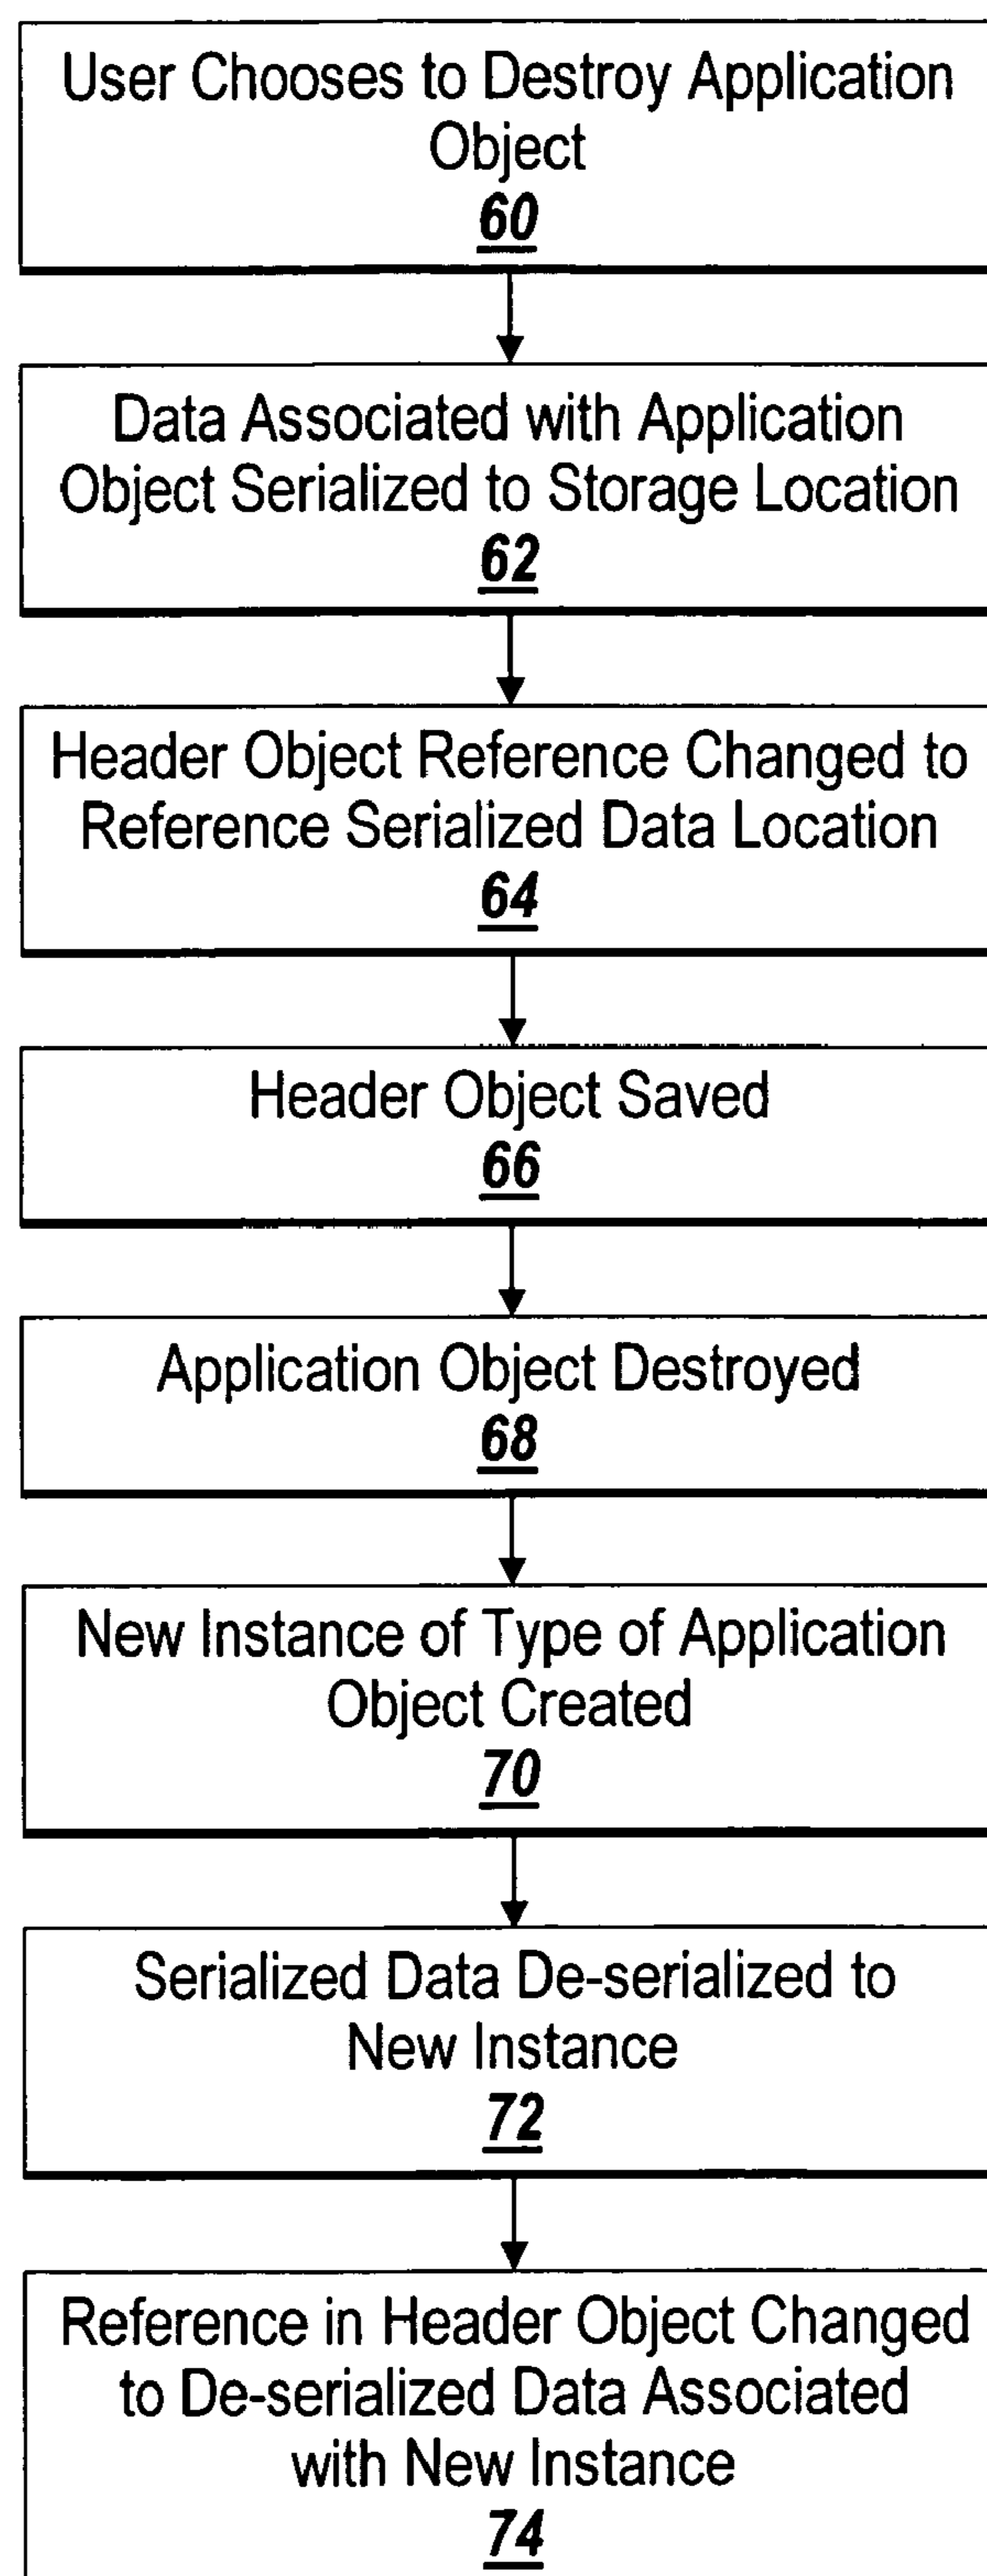 User Chooses to Destroy Application
Object
60
Data Associated with Application
Object Serialized to Storage Location
62
Header Object Reference Changed to
Reference Serialized Data Location
64
Header Object Saved
66
Application Object Destroyed
68
New Instance of Type of Application
Object Created
70
Serialized Data De-serialized to
New Instance
72
Reference in Header Object Changed
to De-serialized Data Associated
with New Instance
74